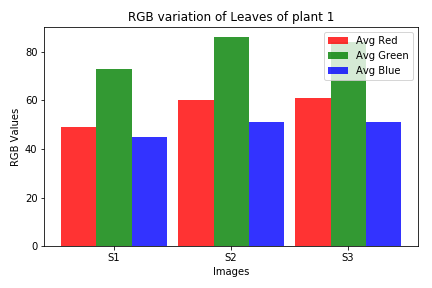 RGB variation of Leaves of plant 1
Avg Red
Avg Green
Avg Blue
RGB Values
80
60
40
20
0
S1
S2
S3
Images